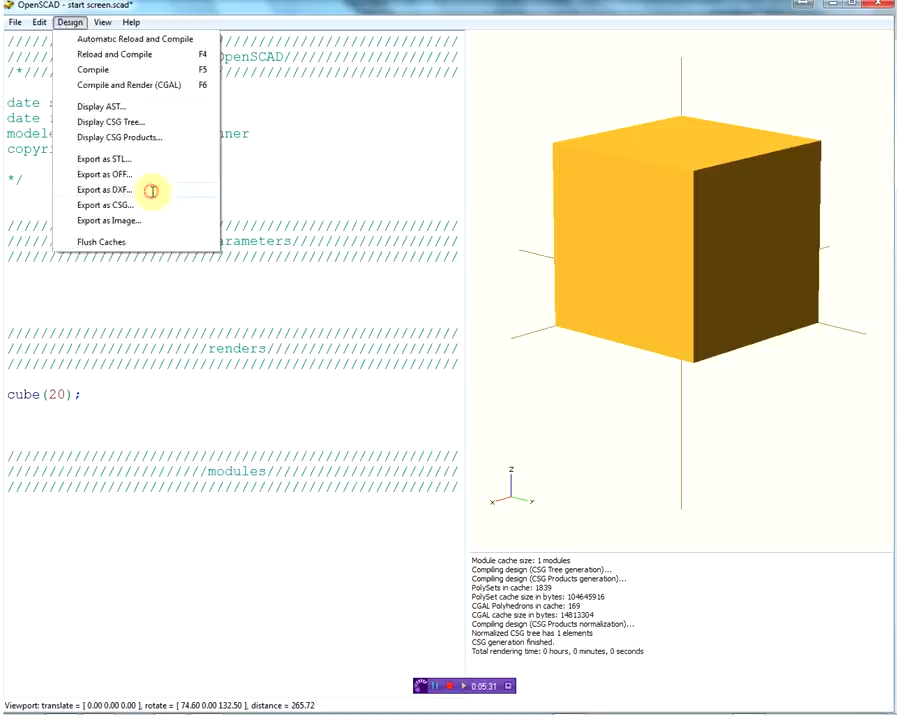 OpenSCAD - start screen.scad*
File Edit Design View Help
Automatic Reload and Compile
Reload and Compile F4
Compile F5
Compile and Render (CGAL) F6
Display AST...
Display CSG Tree...
Display CSG Products...
Export as STL...
Export as OFF...
Export as DXF...
Export as CSG...
Export as Image...
Flush Caches
//////////////////////////////////////////////////////
OpenSCAD/////////////////////
/*////////////////////////////////////////////////////
date
date
ner
*/
//////////////////////////////////////////////////////
arameters////////////////////
//////////////////////////////////////////////////////
//////////////////////////////////////////////////////
////////////////////////renders///////////////////////
//////////////////////////////////////////////////////
cube(20);
//////////////////////////////////////////////////////
////////////////////////modules///////////////////////
//////////////////////////////////////////////////////
Z
X Y
Module cache size: 1 modules
Compiling design (CSG Tree generation)...
Compiling design (CSG Products generation)...
PolySets in cache: 1839
PolySet cache size in bytes: 104645916
CGAL Polyhedrons in cache: 169
CGAL cache size in bytes: 14813304
Compiling design (CSG Products normalization)...
Normalized CSG tree has 1 elements
CSG generation finished.
Total rendering time: 0 hours, 0 minutes, 0 seconds
0:05:31
Viewport: translate = [ 0.00 0.00 0.00 ], rotate = [ 74.60 0.00 132.50 ], distance = 265.72